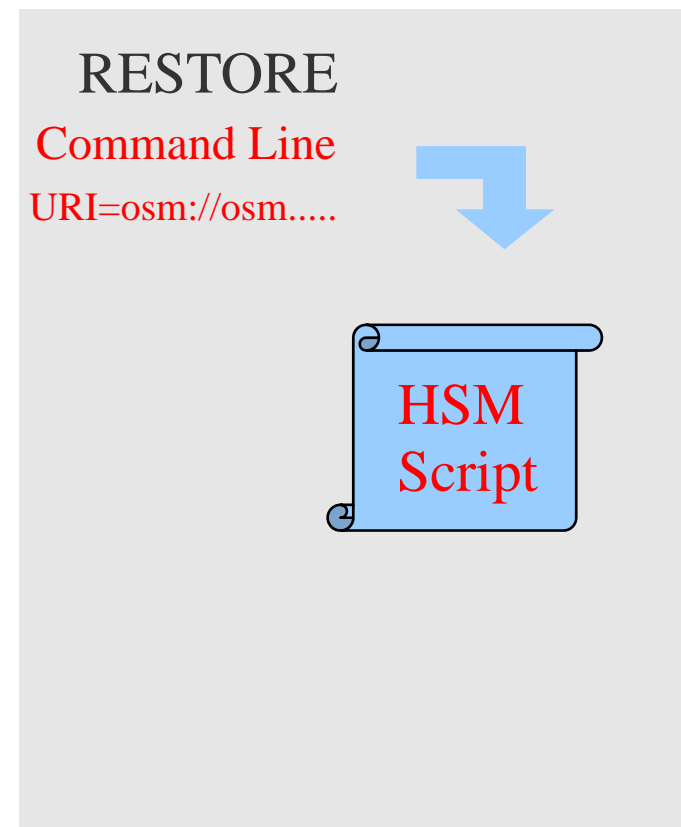 RESTORE
Command Line
URI=osm://osm.....
HSM
Script